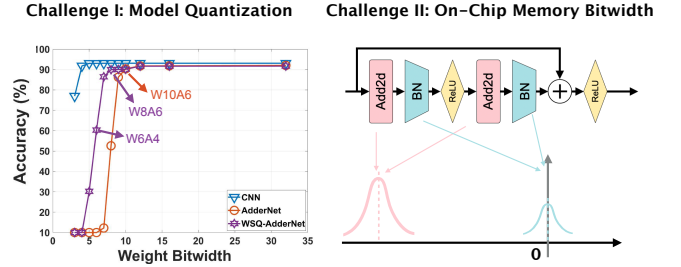 Challenge I: Model Quantization
Challenge II: On-Chip Memory Bitwidth
Accuracy (%)
100
90
80
70
60
50
40
30
20
10
0
5
10
15
20
25
30
35
Weight Bitwidth
W10A6
W8A6
W6A4
CNN
AdderNet
WSQ-AdderNet
Add2d
BN
ReLU
Add2d
BN
ReLU
0